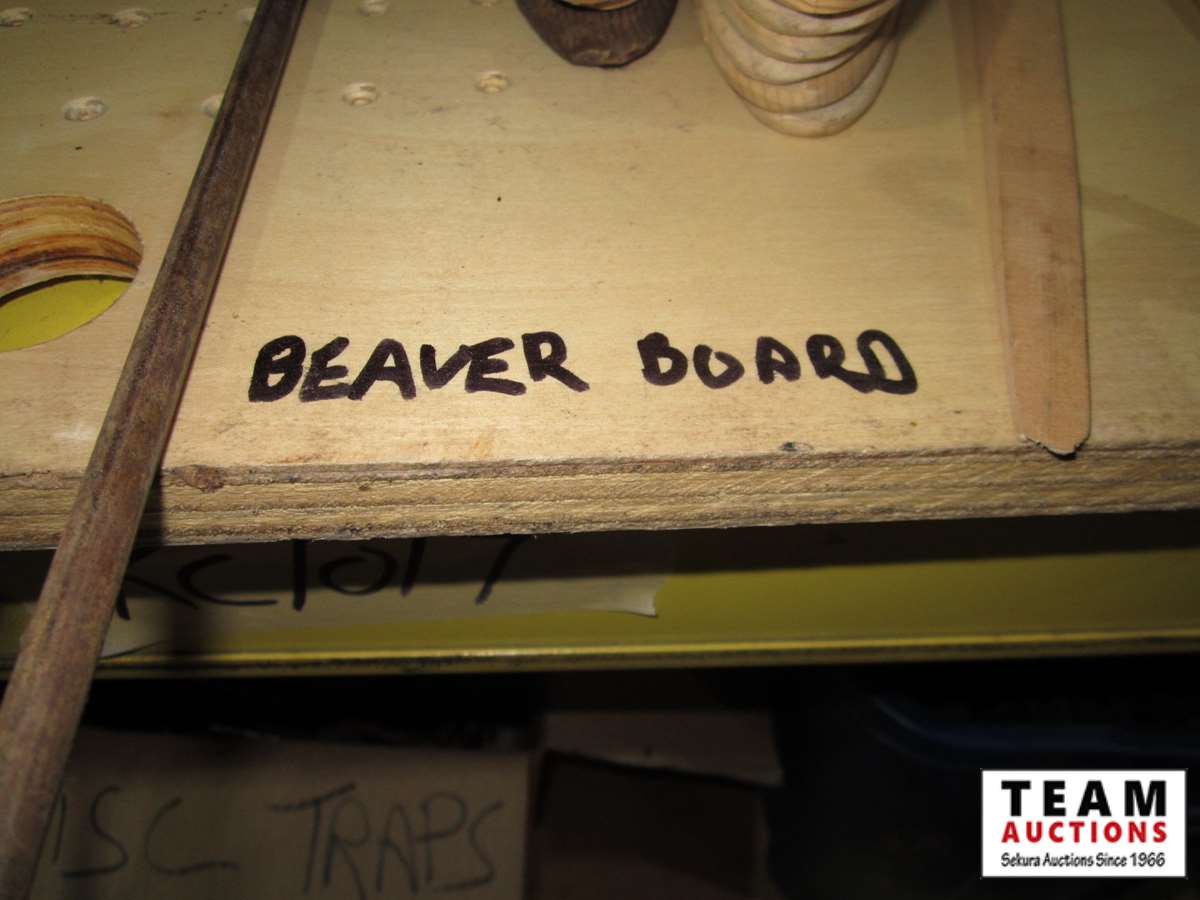 BEAVER BOARD
TRAPS
TEAM
AUCTIONS
Sekura Auctions Since 1966